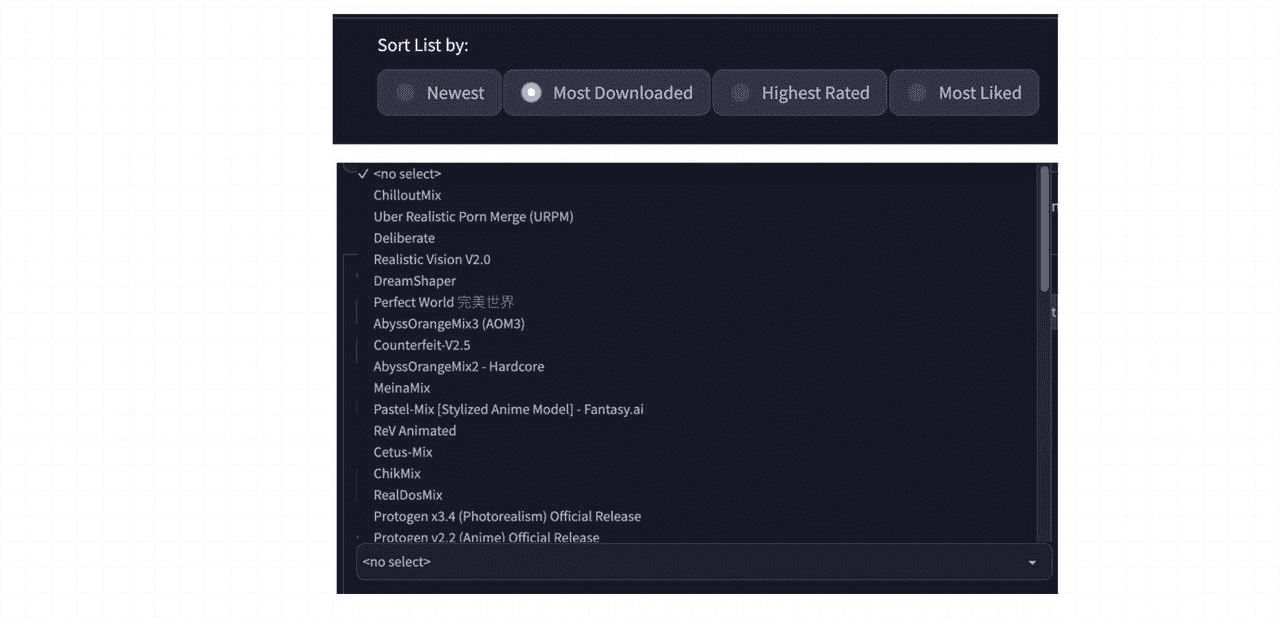 Sort List by:
Newest
Most Downloaded
Highest Rated
Most Liked
<no select>
ChilloutMix
Uber Realistic Porn Merge (URPM)
Deliberate
Realistic Vision V2.0
DreamShaper
Perfect World 完美世界
AbyssOrangeMix3 (AOM3)
Counterfeit-V2.5
AbyssOrangeMix2 - Hardcore
MeinaMix
Pastel-Mix [Stylized Anime Model] - Fantasy.ai
ReV Animated
Cetus-Mix
ChikMix
RealDosMix
Protogen x3.4 (Photorealism) Official Release
Protogen v2.2 (Anime) Official Release
<no select>